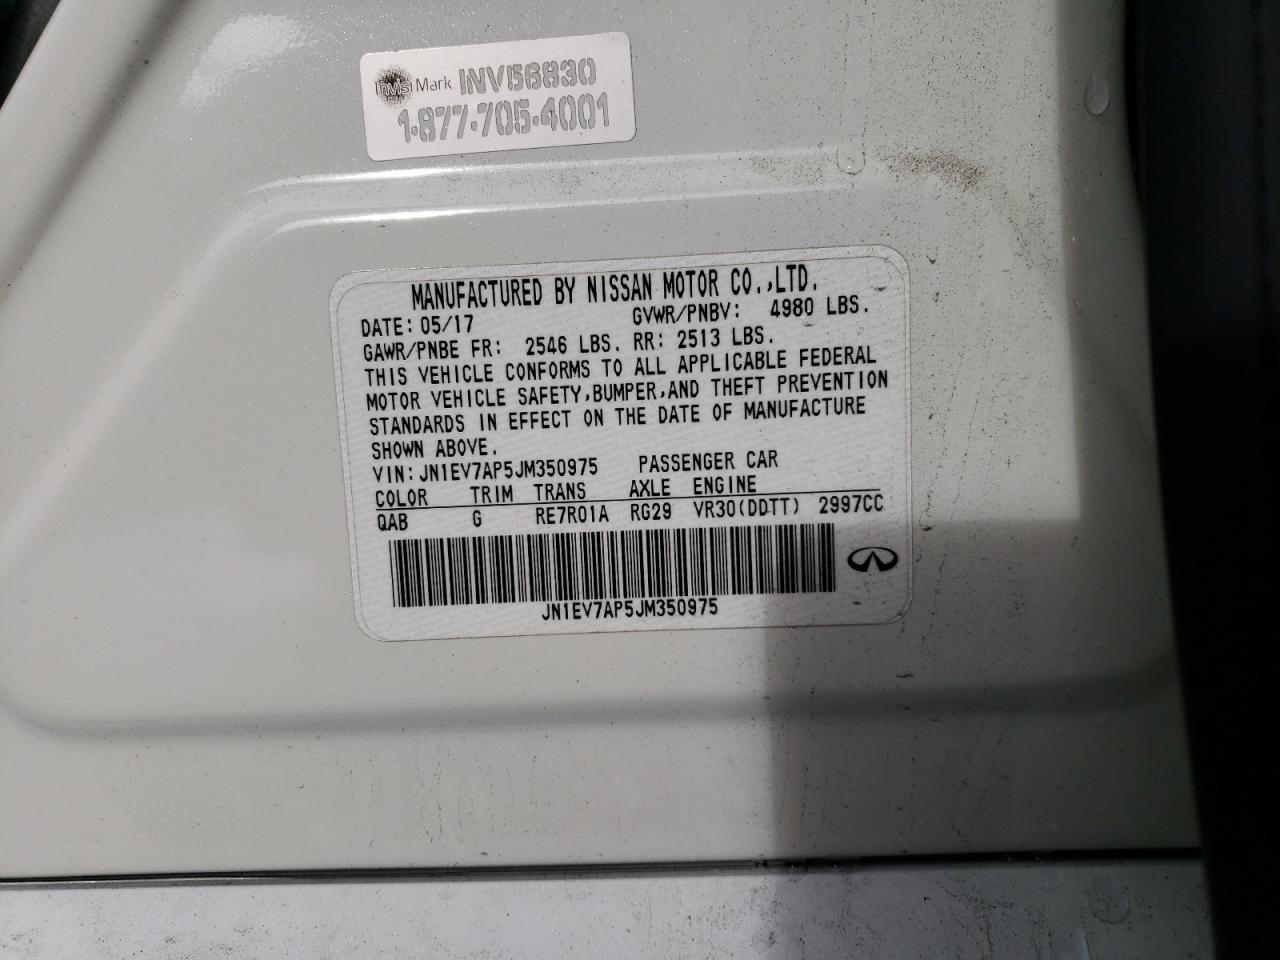 InvisiMark INV56830
1-877-705-4001
MANUFACTURED BY NISSAN MOTOR CO.,LTD.
DATE: 05/17 GVWR/PNBV: 4980 LBS.
GAWR/PNBE FR: 2546 LBS. RR: 2513 LBS.
THIS VEHICLE CONFORMS TO ALL APPLICABLE FEDERAL
MOTOR VEHICLE SAFETY,BUMPER,AND THEFT PREVENTION
STANDARDS IN EFFECT ON THE DATE OF MANUFACTURE
SHOWN ABOVE.
VIN:JN1EV7AP5JM350975 PASSENGER CAR
COLOR TRIM TRANS AXLE ENGINE
QAB G RE7R01A RG29 VR30(DDTT) 2997CC
JN1EV7AP5JM350975